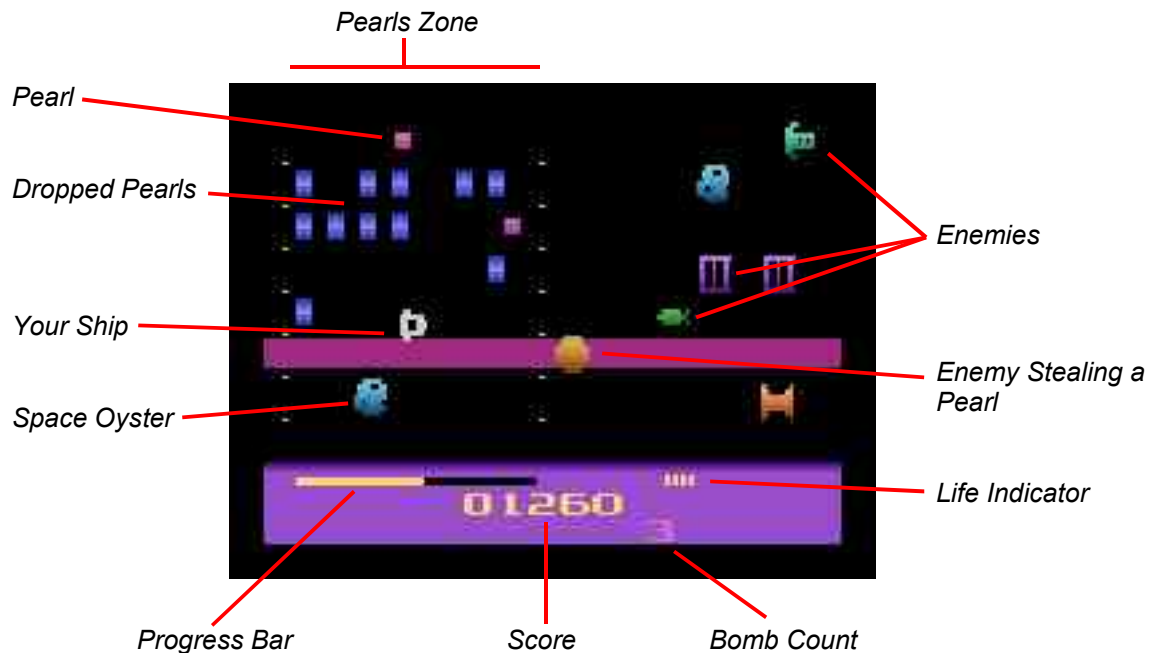 Pearls Zone
Pearl
Dropped Pearls
Enemies
Your Ship
Enemy Stealing a
Pearl
Space Oyster
Life Indicator
01260
3
Progress Bar
Score
Bomb Count